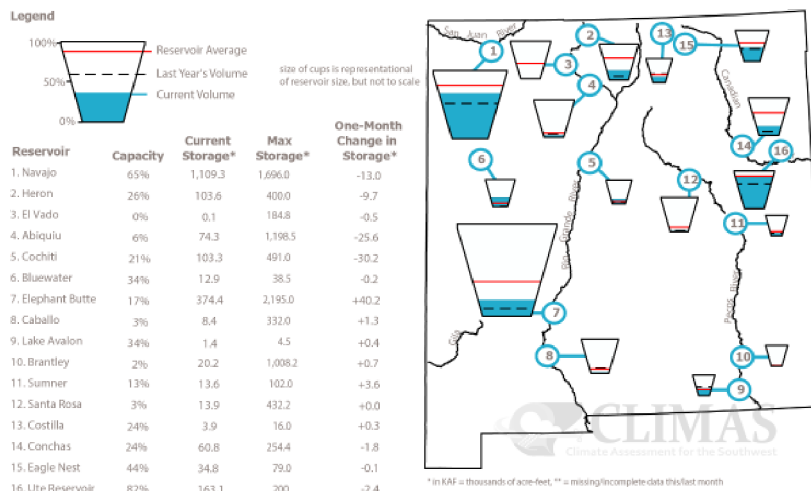 Legend
100%
50%
0%
Reservoir Average
Last Year's Volume
Current Volume
size of cups is representational
of reservoir size, but not to scale
Reservoir Capacity Current Storage* Max Storage* One-Month Change in Storage*
1. Navajo 65% 1,109.3 1,696.0 -13.0
2. Heron 26% 103.6 400.0 -9.7
3. El Vado 0% 0.1 184.8 -0.5
4. Abiquiu 6% 74.3 1,198.5 -25.6
5. Cochiti 21% 103.3 491.0 -30.2
6. Bluewater 34% 12.9 38.5 -0.2
7. Elephant Butte 17% 374.4 2,195.0 +40.2
8. Caballo 3% 8.4 332.0 +1.3
9. Lake Avalon 34% 1.4 4.5 +0.4
10. Brantley 2% 20.2 1,008.2 +0.7
11. Sumner 13% 13.6 102.0 +3.6
12. Santa Rosa 3% 13.9 432.2 +0.0
13. Costilla 24% 3.9 16.0 +0.3
14. Conchas 24% 60.8 254.4 -1.8
15. Eagle Nest 44% 34.8 79.0 -0.1
16. Ute Reservoir 82% 163.1 200 -2.4
San Juan River
1
2
3
4
13
15
Canadian
14
16
6
5
12
11
Rio Grande River
Pecos River
7
Gila
8
10
9
CLIMAS
Climate Assessment for the Southwest
* in KAF = thousands of acre-feet, ** = missing/incomplete data this/last month